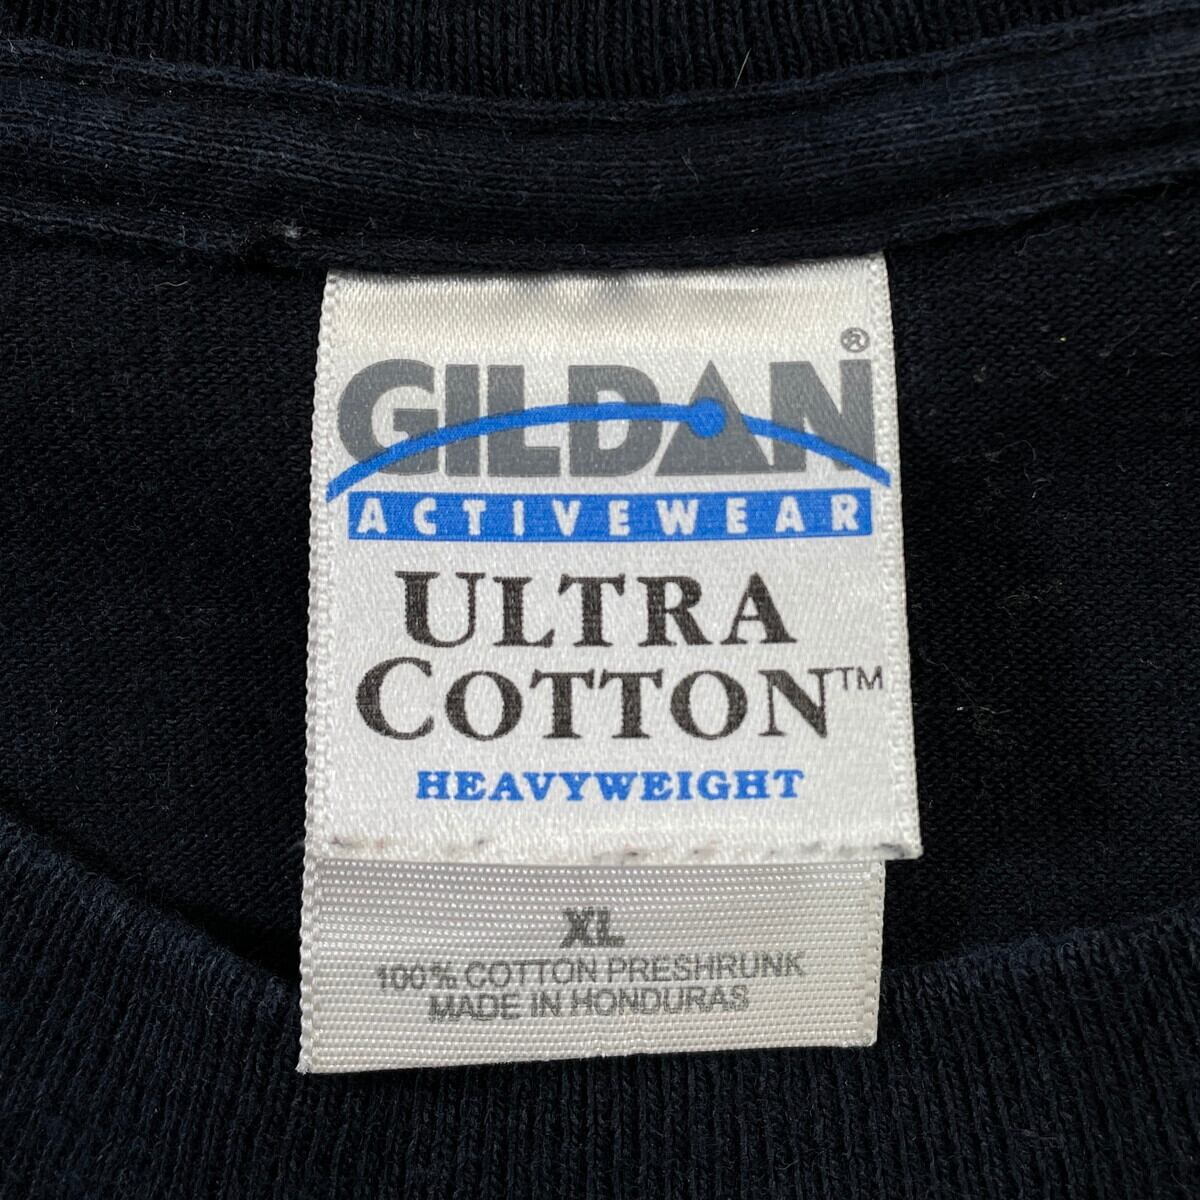 GILDAN®
ACTIVEWEAR
ULTRA
COTTON™
HEAVYWEIGHT
XL
100% COTTON PRESHRUNK
MADE IN HONDURAS